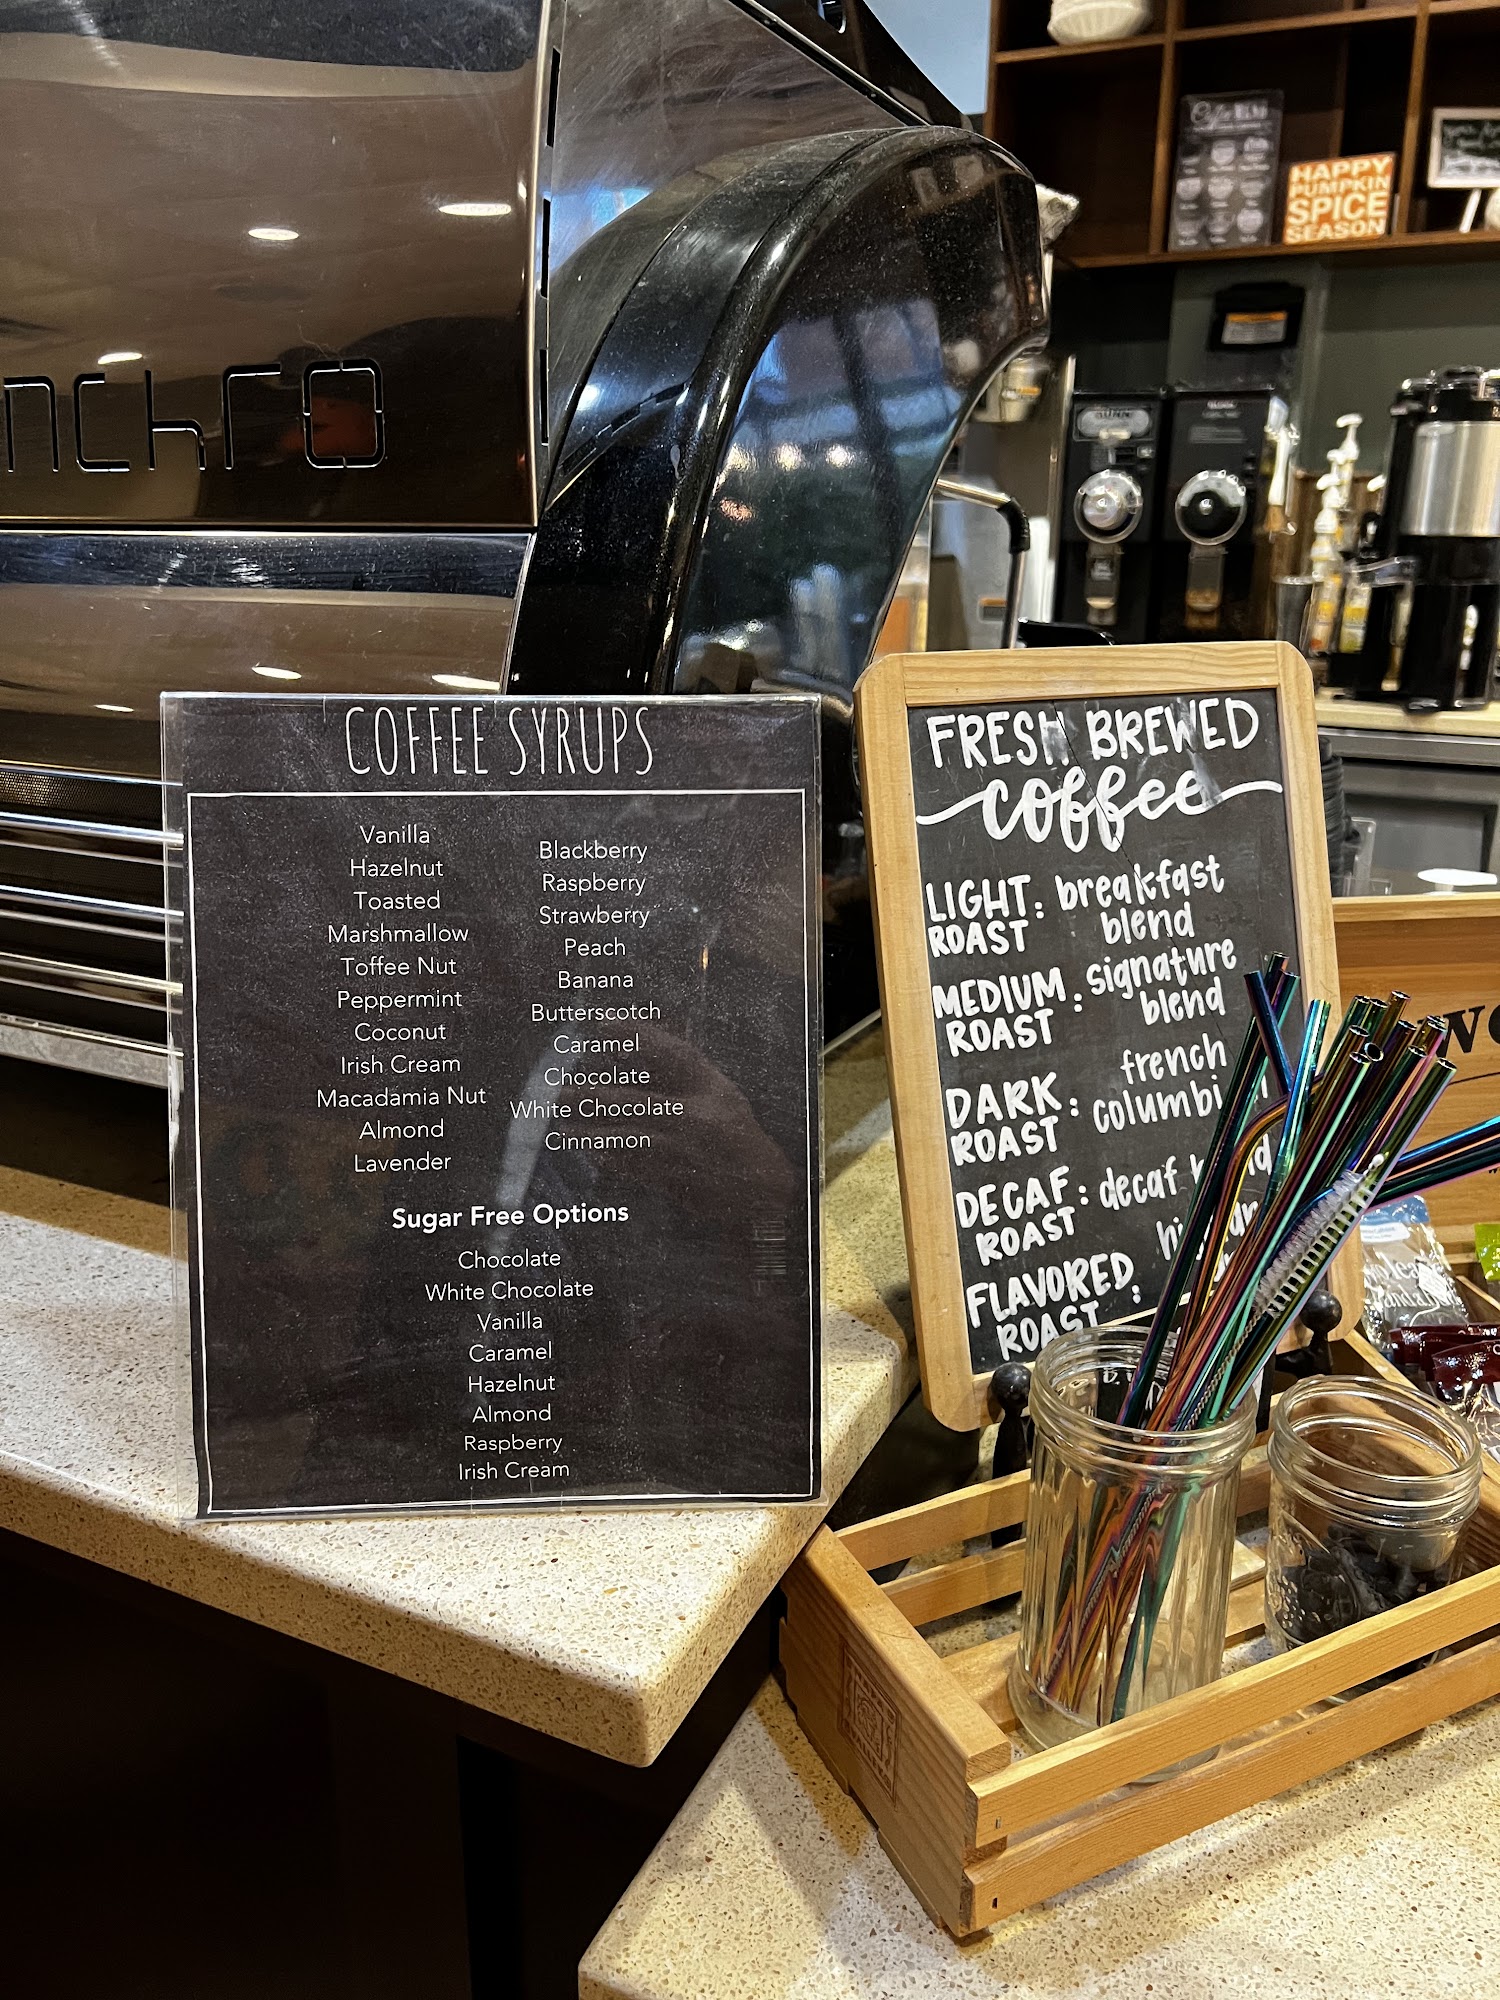 nchro
HAPPY
PUMPKIN
SPICE
SEASON
COFFEE SYRUPS
Vanilla
Hazelnut
Toasted
Marshmallow
Toffee Nut
Peppermint
Coconut
Irish Cream
Macadamia Nut
Almond
Lavender
Blackberry
Raspberry
Strawberry
Peach
Banana
Butterscotch
Caramel
Chocolate
White Chocolate
Cinnamon
Sugar Free Options
Chocolate
White Chocolate
Vanilla
Caramel
Hazelnut
Almond
Raspberry
Irish Cream
FRESH BREWED
coffee
LIGHT ROAST: breakfast
blend
MEDIUM ROAST: signature
blend
DARK ROAST: french
DECAF ROAST: decaf
FLAVORED ROAST: